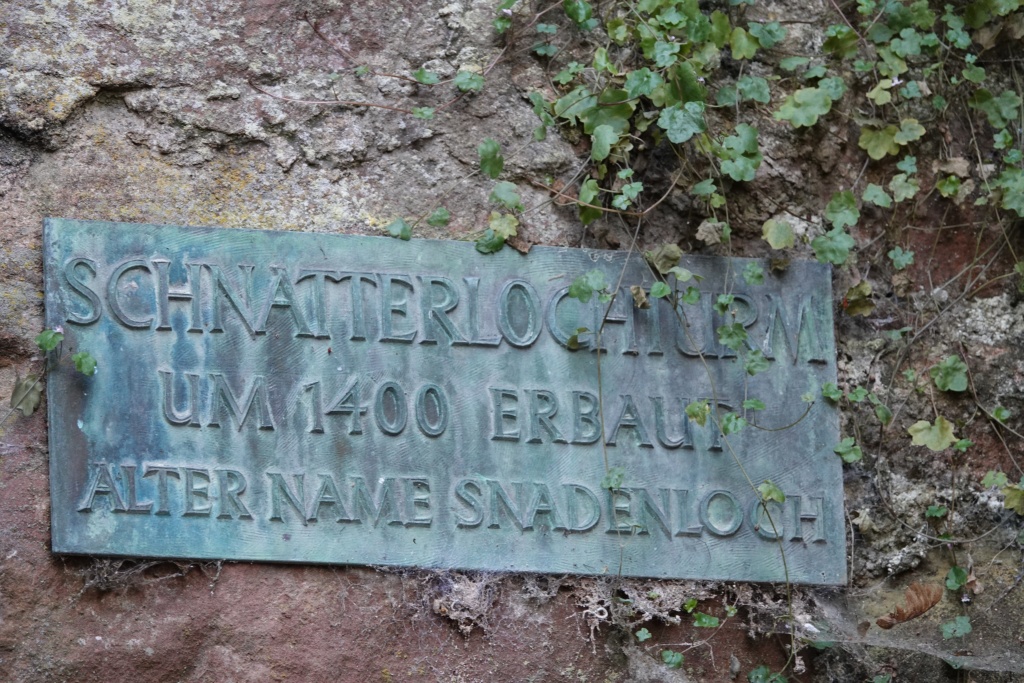 SCHNATTERLOCHTURM
UM 1400 ERBAUT
ALTER NAME SNADENLOCH